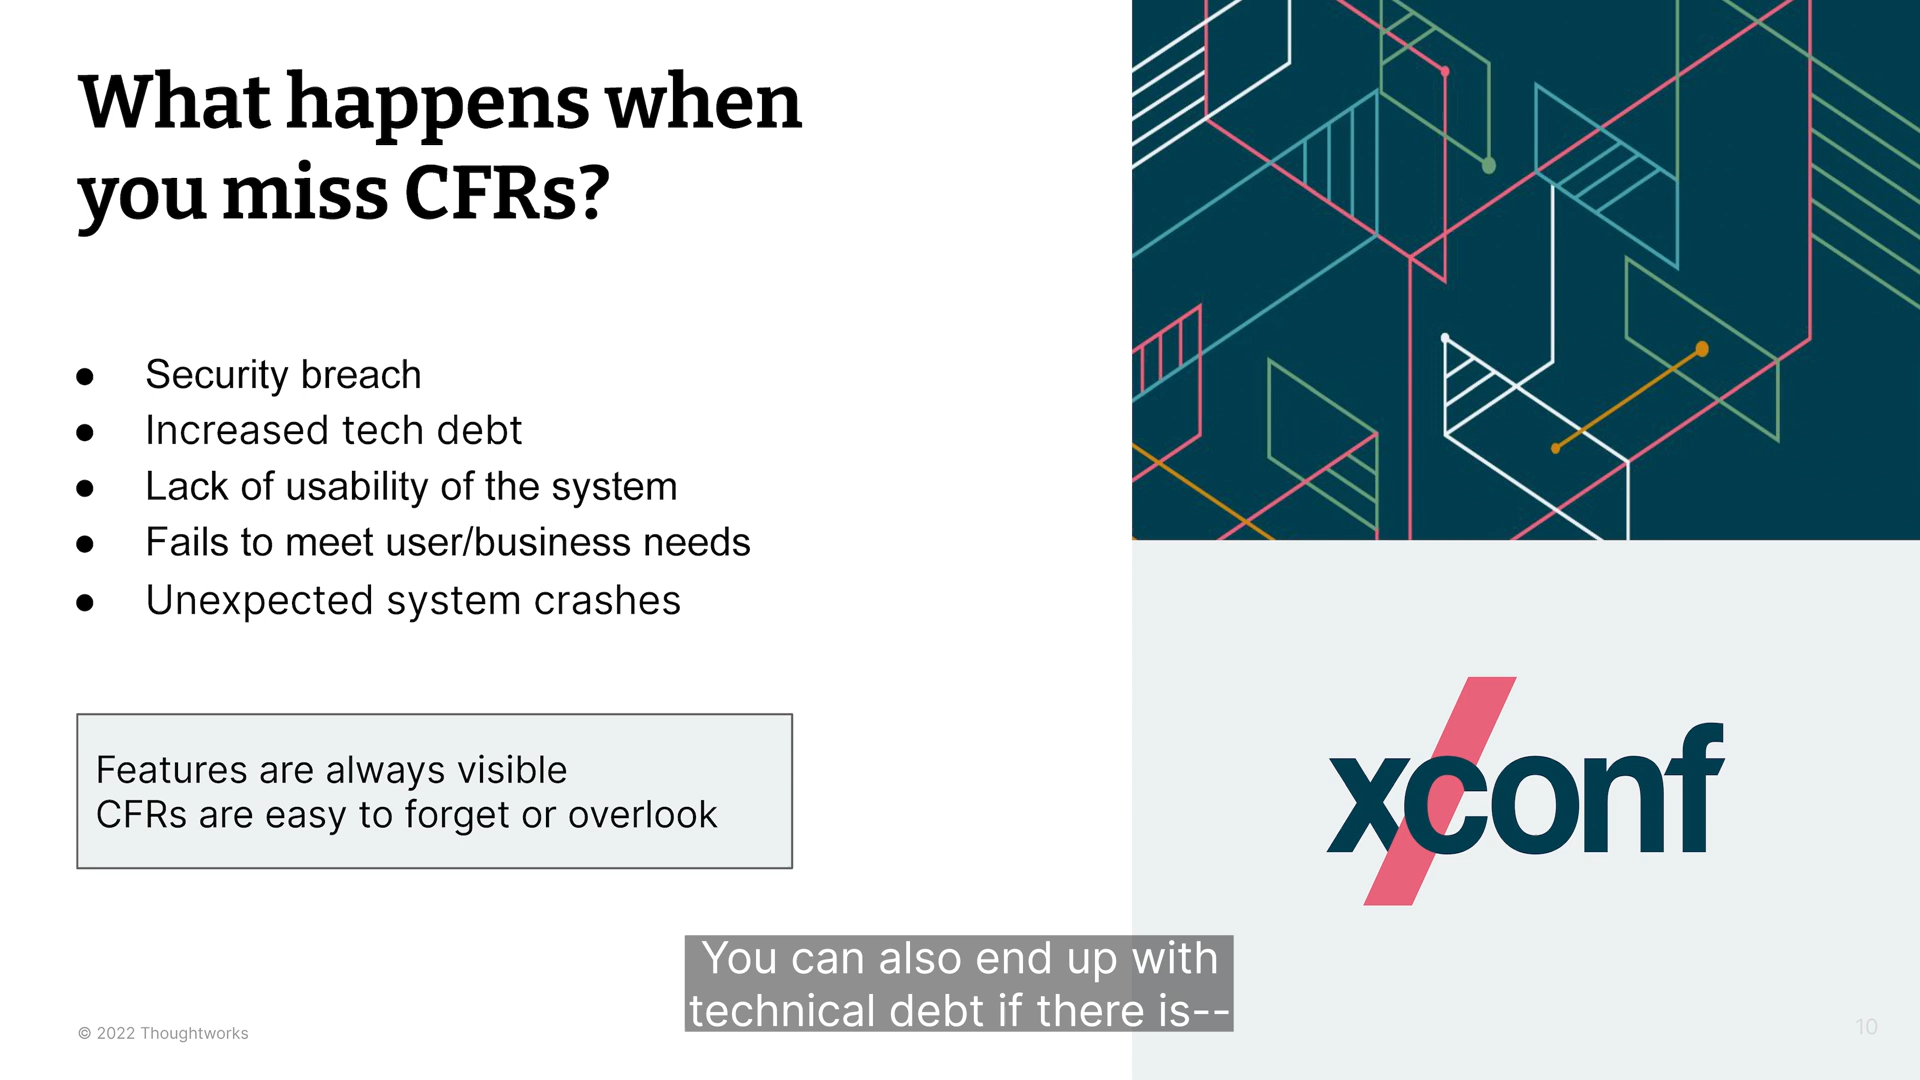 What happens when
you miss CFRs?
● Security breach
● Increased tech debt
● Lack of usability of the system
● Fails to meet user/business needs
● Unexpected system crashes
Features are always visible
CFRs are easy to forget or overlook
xconf
You can also end up with
technical debt if there is--
© 2022 Thoughtworks
10